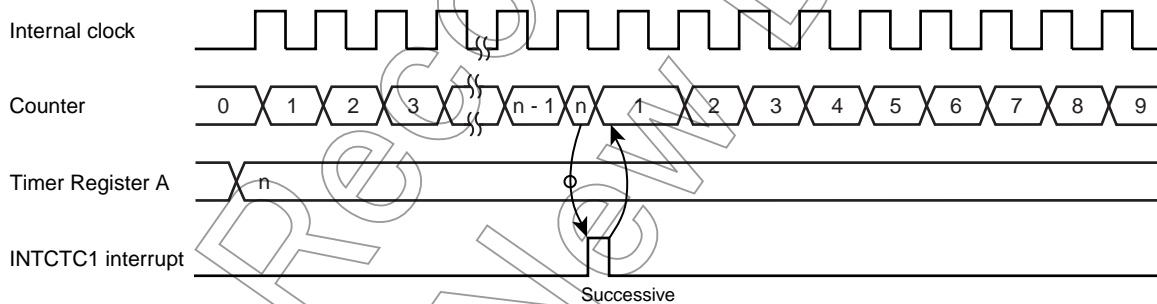 Internal clock
Counter 0 1 2 3 n - 1 n 1 2 3 4 5 6 7 8 9
Timer Register A n
INTCTC1 interrupt
Successive